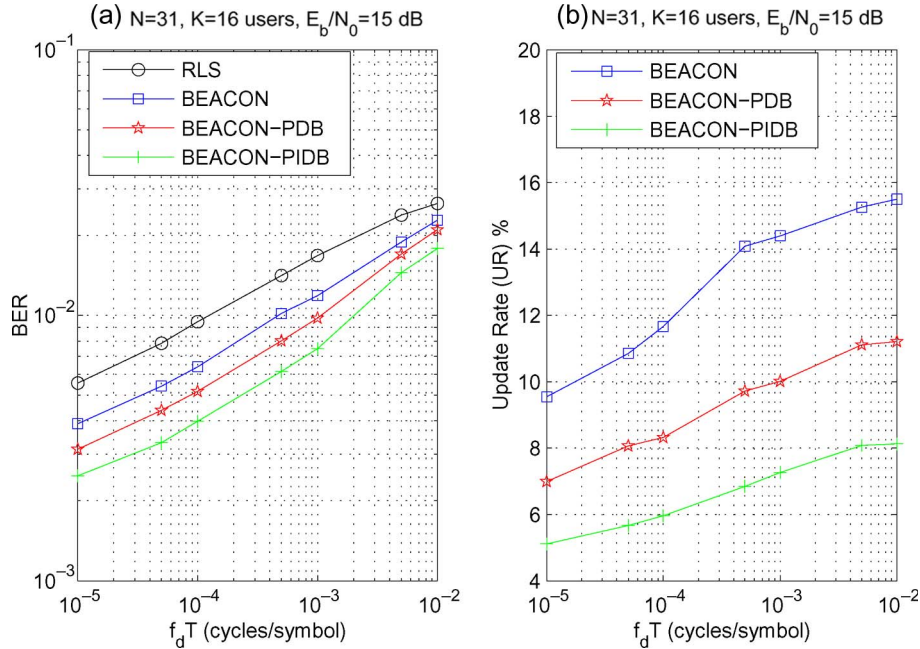 (a) N=31, K=16 users, E_b/N_0=15 dB
10^−1
RLS
BEACON
BEACON−PDB
BEACON−PIDB
BER
10^−2
10^−3
10^−5
10^−4
10^−3
10^−2
f_dT (cycles/symbol)
(b) N=31, K=16 users, E_b/N_0=15 dB
BEACON
BEACON−PDB
BEACON−PIDB
Update Rate (UR) %
20
18
16
14
12
10
8
6
4
10^−5
10^−4
10^−3
10^−2
f_dT (cycles/symbol)